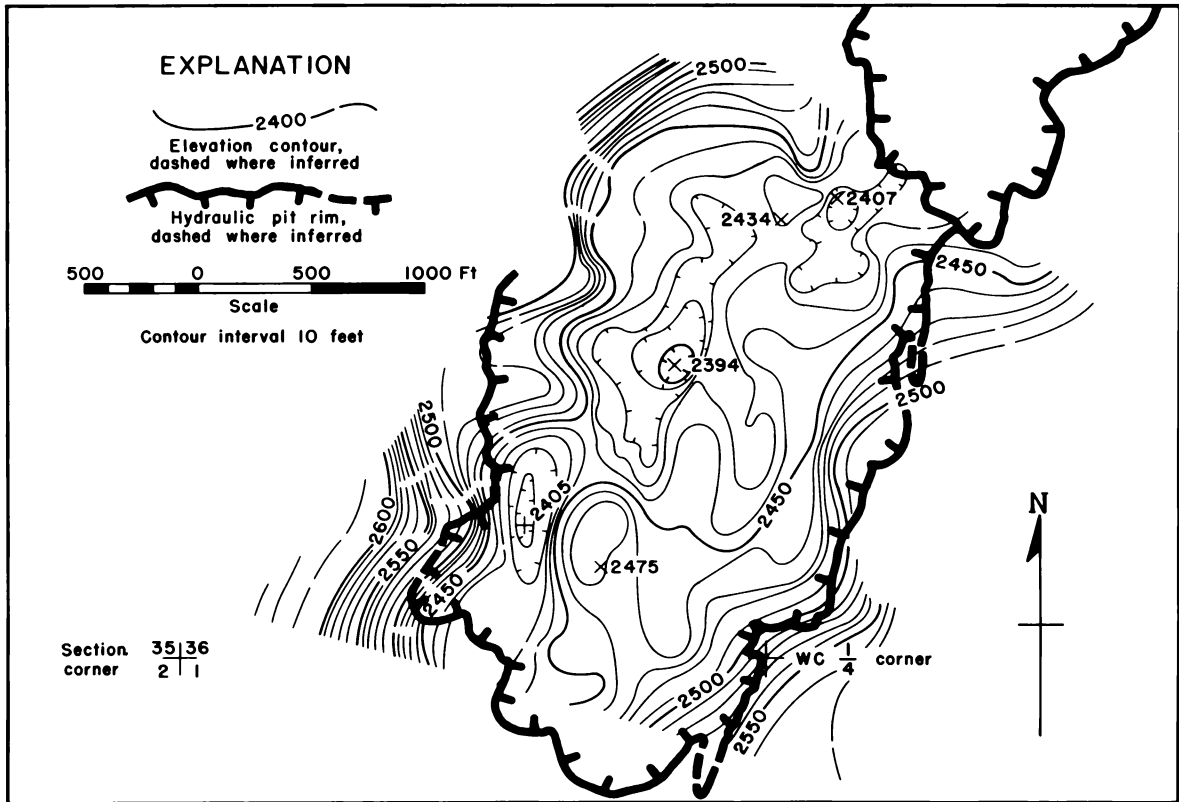 EXPLANATION
2400
Elevation contour,
dashed where inferred
Hydraulic pit rim,
dashed where inferred
500 0 500 1000 Ft
Scale
Contour interval 10 feet
2500
2407
2434
2450
2394
2500
2500
2405
2450
2600
2550
2475
2450
N
Section 35 36
corner 2 1
WC 1/4 corner
2500
2550